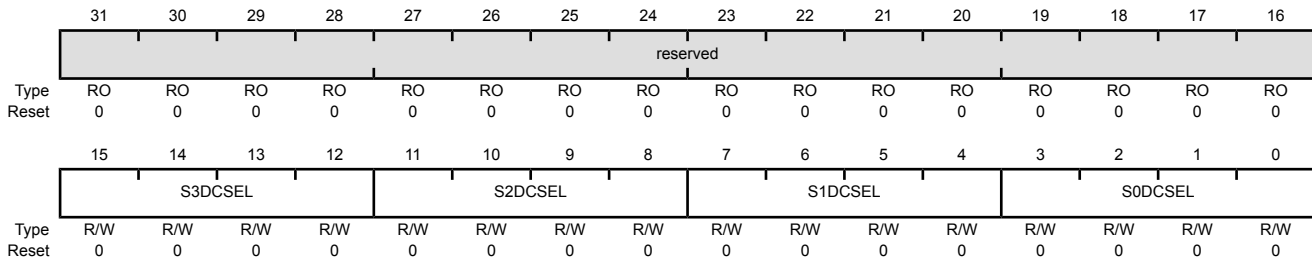 31 30 29 28 27 26 25 24 23 22 21 20 19 18 17 16
reserved
Type RO RO RO RO RO RO RO RO RO RO RO RO RO RO RO RO
Reset 0 0 0 0 0 0 0 0 0 0 0 0 0 0 0 0
15 14 13 12 11 10 9 8 7 6 5 4 3 2 1 0
S3DCSEL S2DCSEL S1DCSEL S0DCSEL
Type R/W R/W R/W R/W R/W R/W R/W R/W R/W R/W R/W R/W R/W R/W R/W R/W
Reset 0 0 0 0 0 0 0 0 0 0 0 0 0 0 0 0